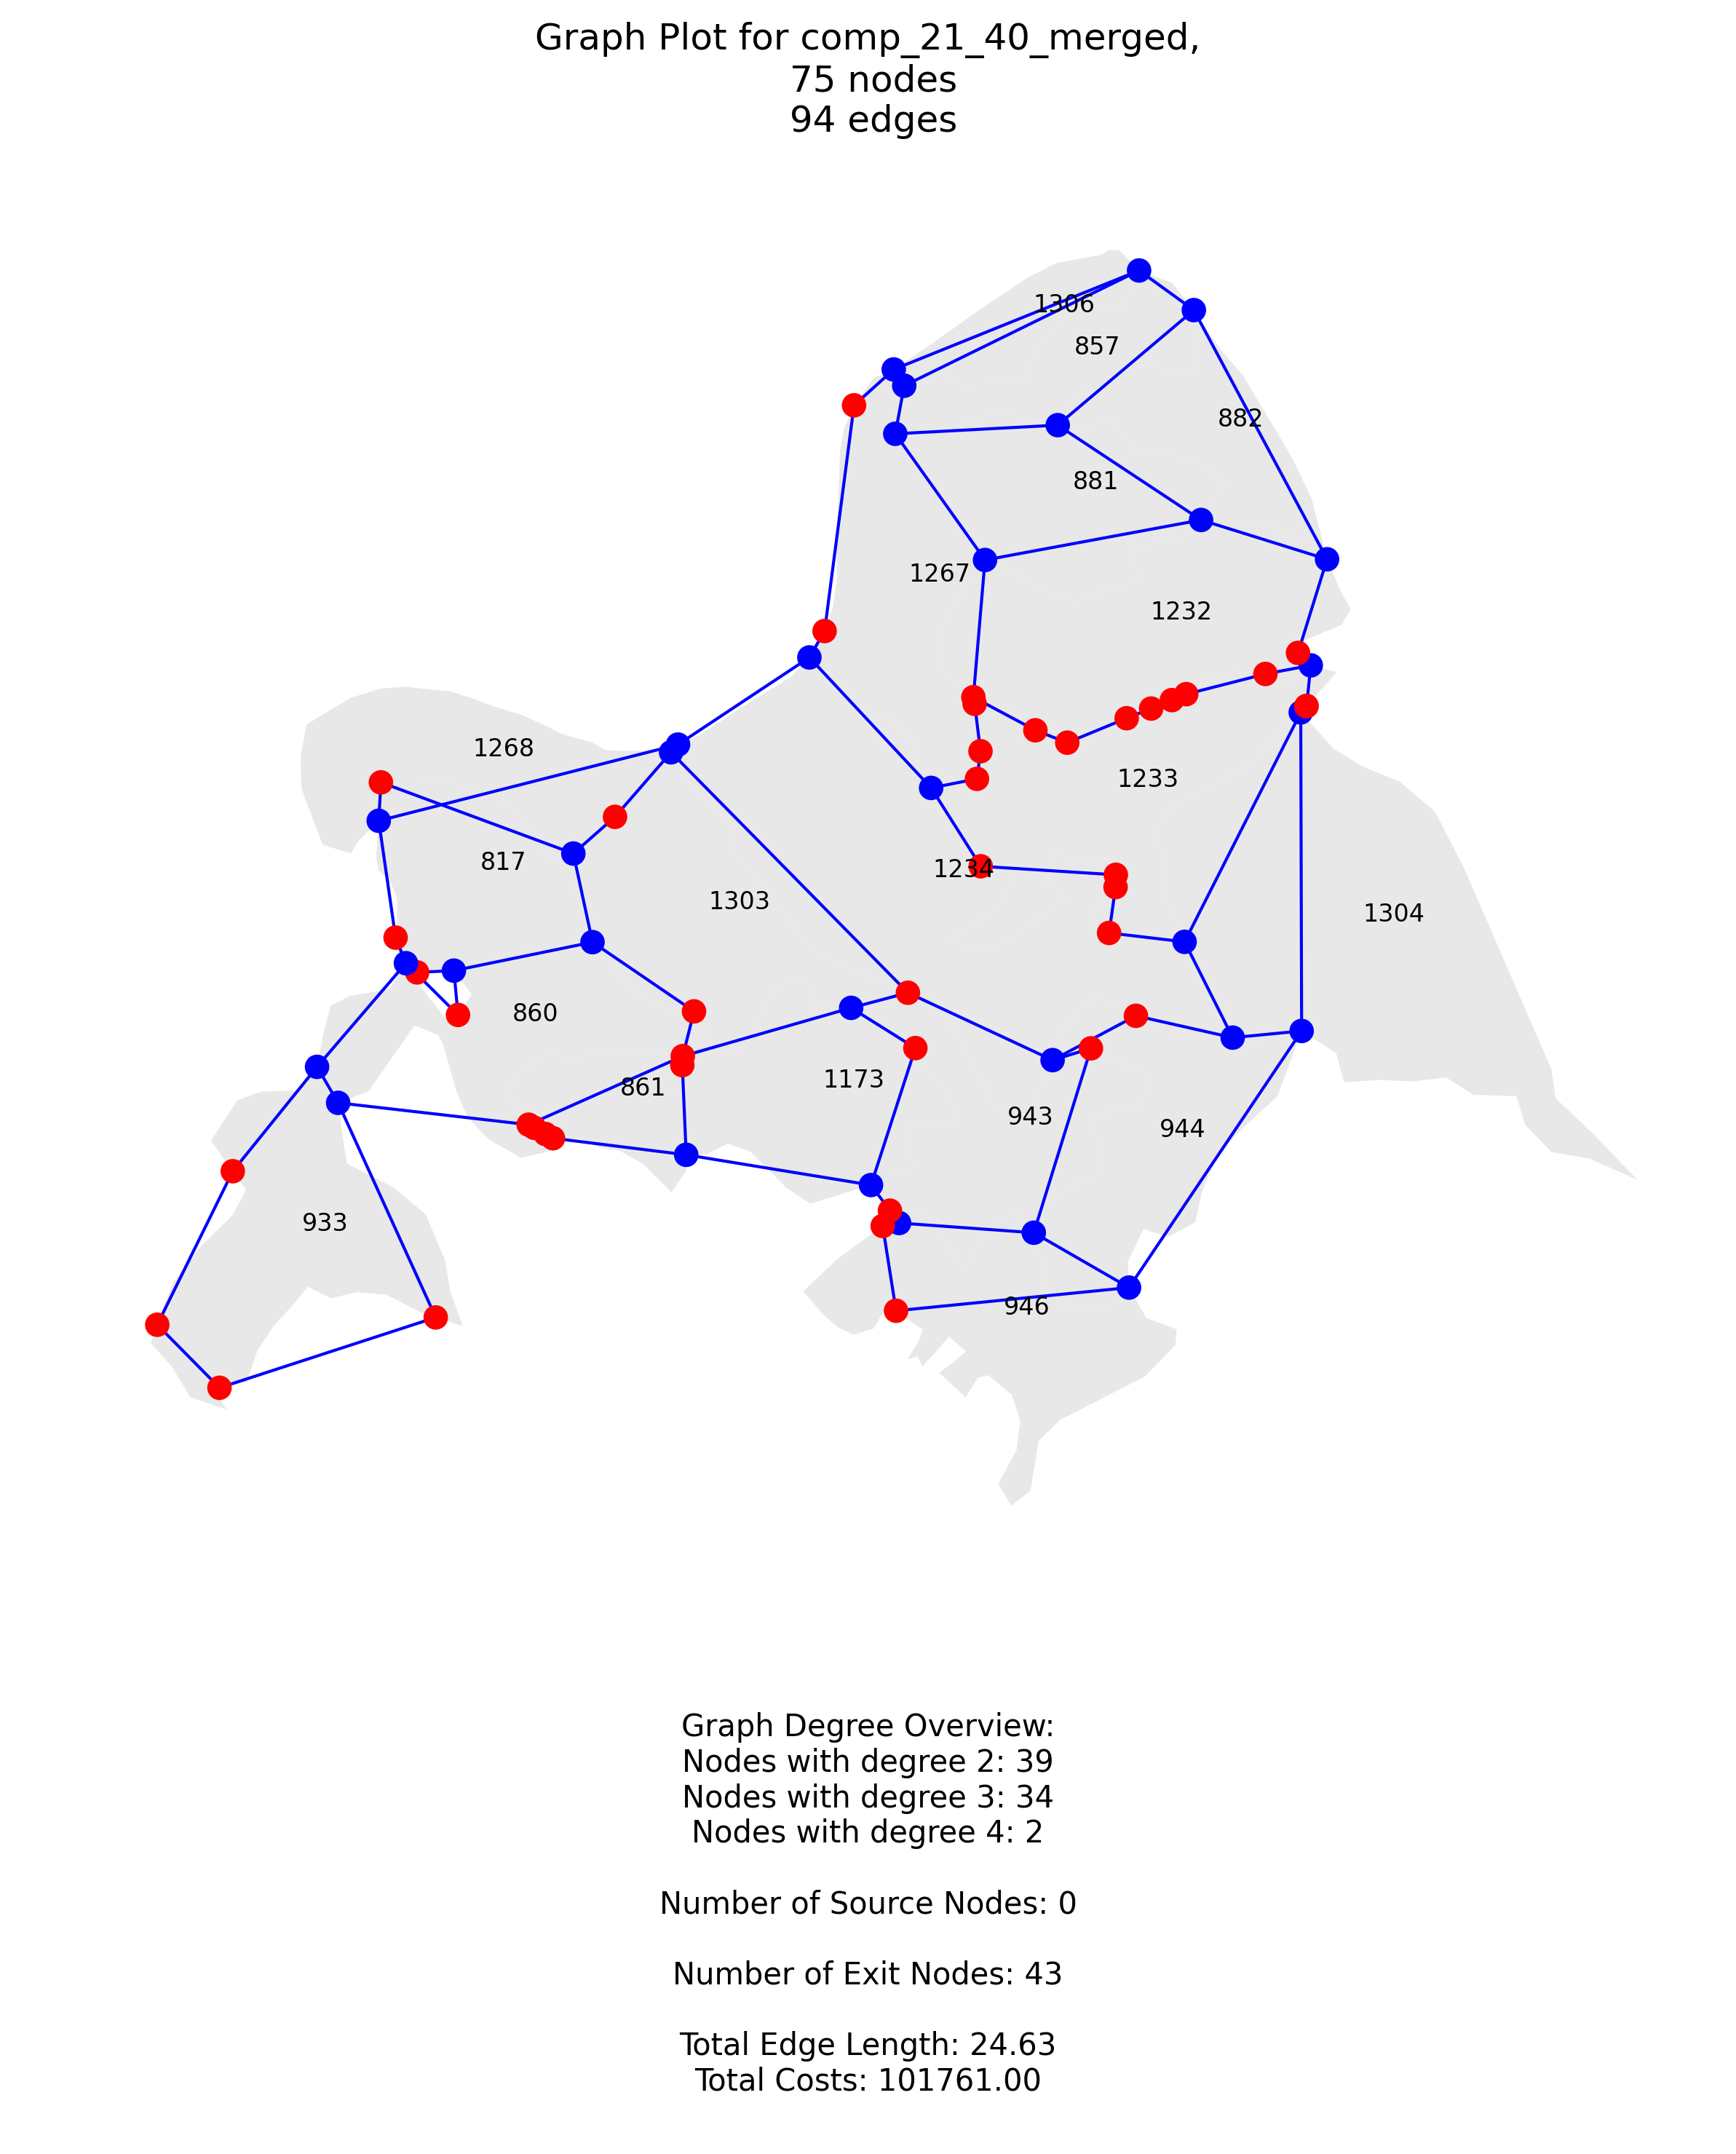 Graph Plot for comp_21_40_merged,
75 nodes
94 edges
1306
857
882
881
1267
1232
1268
1233
817
1234
1303
1304
860
861
1173
943
944
933
946
Graph Degree Overview:
Nodes with degree 2: 39
Nodes with degree 3: 34
Nodes with degree 4: 2
Number of Source Nodes: 0
Number of Exit Nodes: 43
Total Edge Length: 24.63
Total Costs: 101761.00